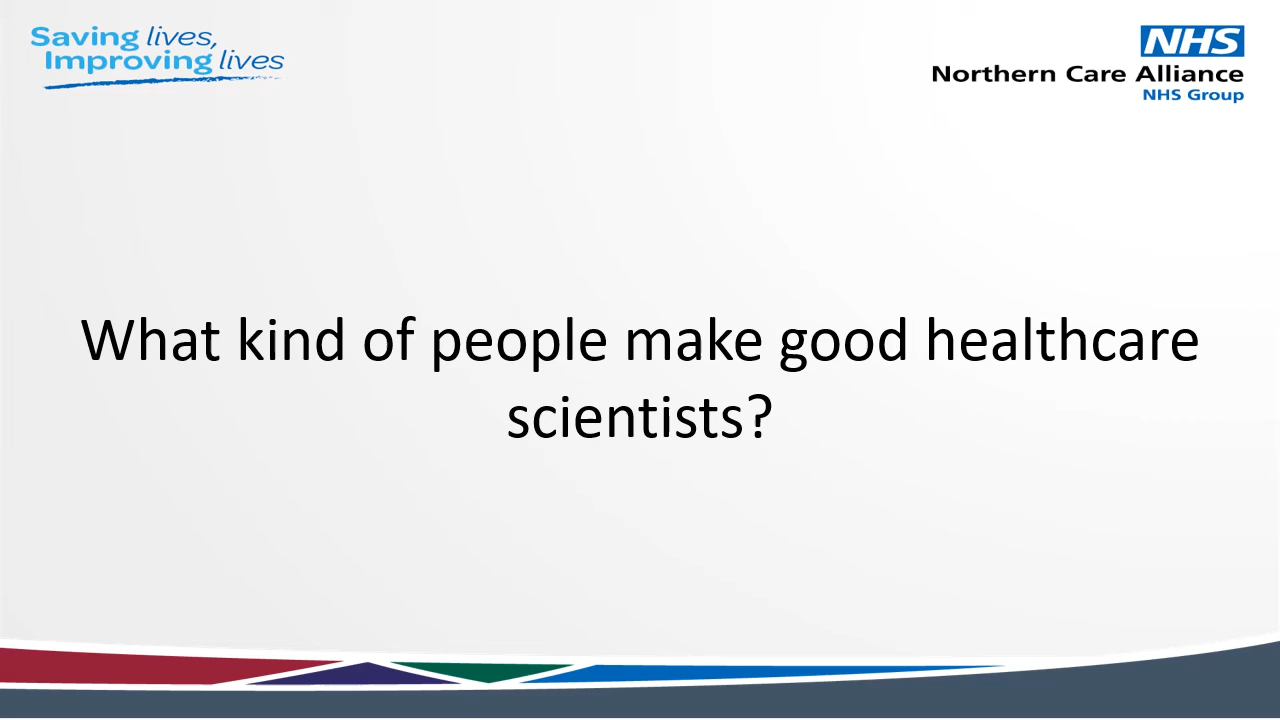 Saving lives,
Improving lives
NHS
Northern Care Alliance
NHS Group
What kind of people make good healthcare
scientists?